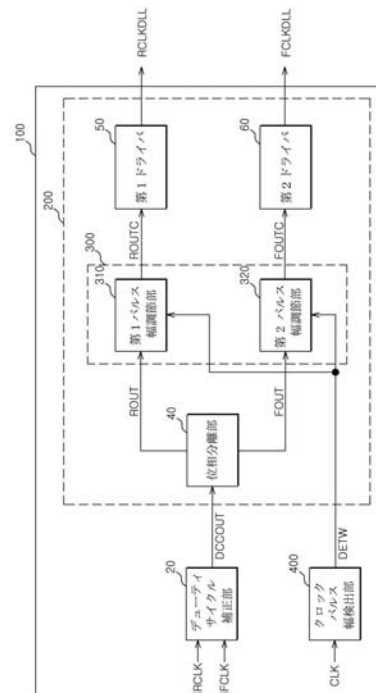 100
200
300
RCLK
FCLK
20
デューティ
サイクル
補正部
DCCOUT
40
位相分離部
ROUT
FOUT
310
第1パルス
幅調節部
320
第2パルス
幅調節部
ROUTC
FOUTC
50
第1ドライバ
60
第2ドライバ
RCLKDLL
FCLKDLL
CLK
400
クロック
パルス
幅検出部
DETW